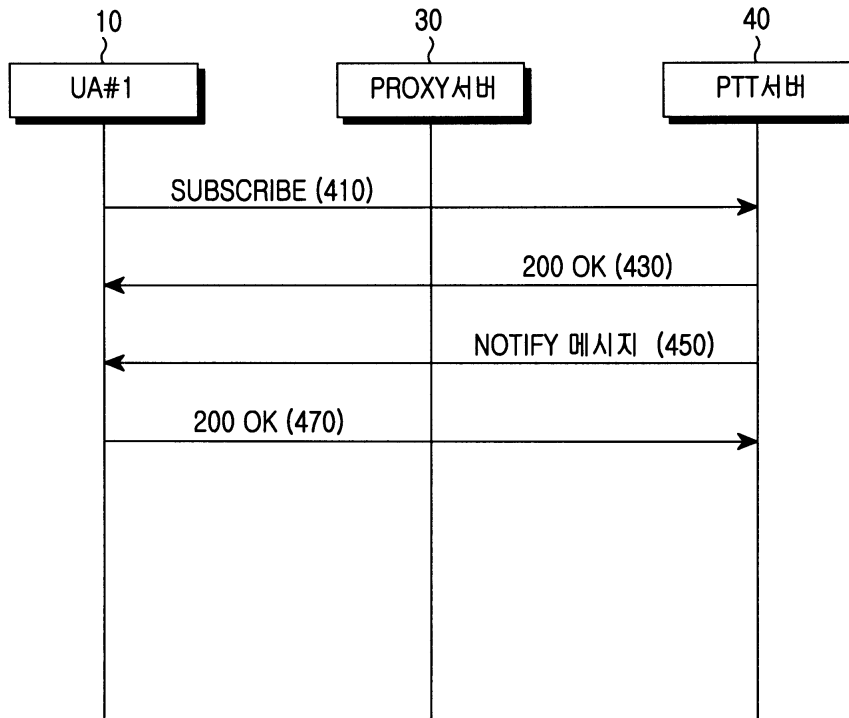 10
30
40
UA#1
PROXY서버
PTT서버
SUBSCRIBE (410)
200 OK (430)
NOTIFY 메시지 (450)
200 OK (470)